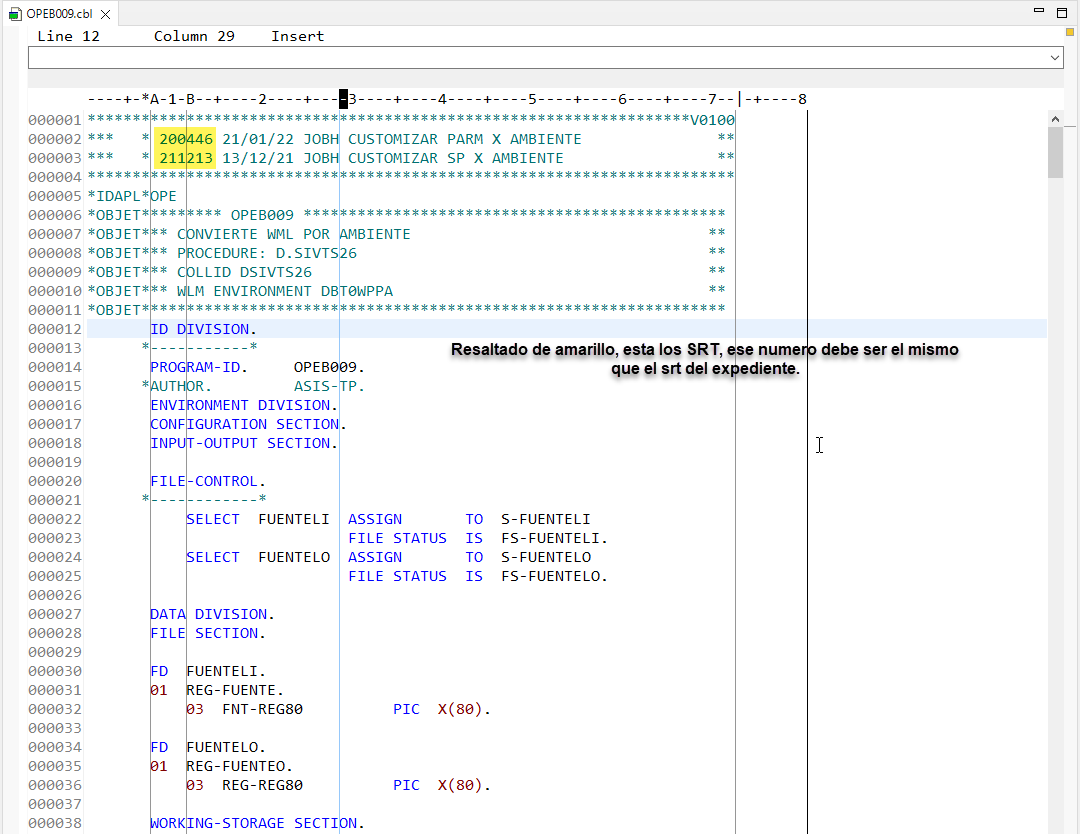 OPEB009.cbl
Line 12      Column 29    Insert
----+-*A-1-B--+----2----+----3----+----4----+----5----+----6----+----7--|-+----8
000001 *******************************************************************V0100
000002 ***   * 200446 21/01/22 JOBH CUSTOMIZAR PARM X AMBIENTE               **
000003 ***   * 211213 13/12/21 JOBH CUSTOMIZAR SP X AMBIENTE                 **
000004 ************************************************************************
000005 *IDAPL*OPE
000006 *OBJET********* OPEB009 ***********************************************
000007 *OBJET*** CONVIERTE WML POR AMBIENTE                                 **
000008 *OBJET*** PROCEDURE: D.SIVTS26                                       **
000009 *OBJET*** COLLID DSIVTS26                                            **
000010 *OBJET*** WLM ENVIRONMENT DBT0WPPA                                   **
000011 *OBJET*****************************************************************
000012        ID DIVISION.
000013       *-----------*
Resaltado de amarillo, esta los SRT, ese numero debe ser el mismo
que el srt del expediente.
000014        PROGRAM-ID.     OPEB009.
000015       *AUTHOR.         ASIS-TP.
000016        ENVIRONMENT DIVISION.
000017        CONFIGURATION SECTION.
000018        INPUT-OUTPUT SECTION.
000019
000020        FILE-CONTROL.
000021       *------------*
000022            SELECT  FUENTELI  ASSIGN       TO  S-FUENTELI
000023                              FILE STATUS  IS  FS-FUENTELI.
000024            SELECT  FUENTELO  ASSIGN       TO  S-FUENTELO
000025                              FILE STATUS  IS  FS-FUENTELO.
000026
000027        DATA DIVISION.
000028        FILE SECTION.
000029
000030        FD  FUENTELI.
000031        01  REG-FUENTE.
000032            03  FNT-REG80          PIC  X(80).
000033
000034        FD  FUENTELO.
000035        01  REG-FUENTEO.
000036            03  REG-REG80          PIC  X(80).
000037
000038        WORKING-STORAGE SECTION.